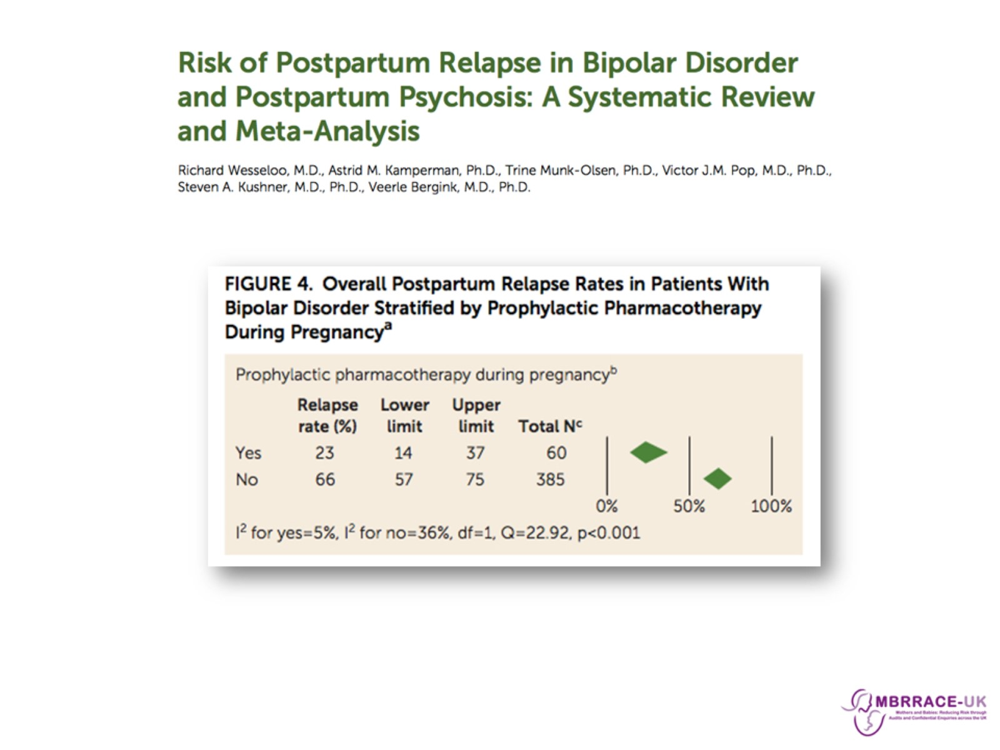 Risk of Postpartum Relapse in Bipolar Disorder
and Postpartum Psychosis: A Systematic Review
and Meta-Analysis
Richard Wesseloo, M.D., Astrid M. Kamperman, Ph.D., Trine Munk-Olsen, Ph.D., Victor J.M. Pop, M.D., Ph.D.,
Steven A. Kushner, M.D., Ph.D., Veerle Bergink, M.D., Ph.D.
FIGURE 4. Overall Postpartum Relapse Rates in Patients With
Bipolar Disorder Stratified by Prophylactic Pharmacotherapy
During Pregnancyᵃ
Prophylactic pharmacotherapy during pregnancyᵇ
Relapse Lower Upper
rate (%) limit limit Total Nᶜ
Yes 23 14 37 60
No 66 57 75 385
0% 50% 100%
I² for yes=5%, I² for no=36%, df=1, Q=22.92, p<0.001
MBRRACE-UK
Mothers and Babies: Reducing Risk through
Audits and Confidential Enquiries across the UK